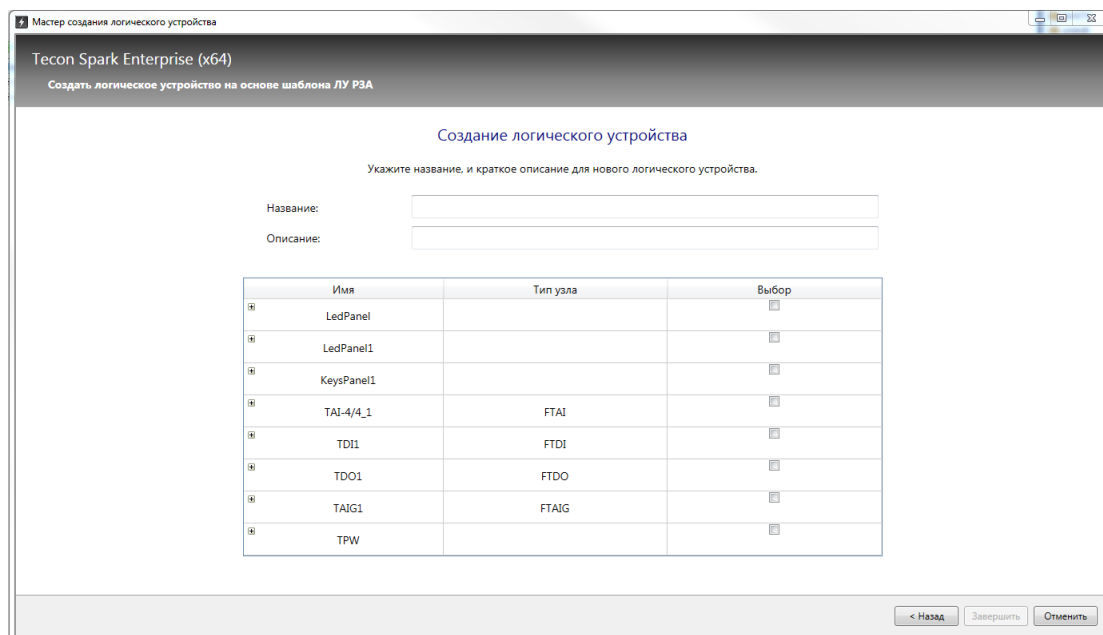 Мастер создания логического устройства
Tecon Spark Enterprise (x64)
Создать логическое устройство на основе шаблона ЛУ РЗА
Создание логического устройства
Укажите название, и краткое описание для нового логического устройства.
Название:
Описание:
Имя Тип узла Выбор
LedPanel
LedPanel1
KeysPanel1
TAI-4/4_1 FTAI
TDI1 FTDI
TDO1 FTDO
TAIG1 FTAIG
TPW
< Назад Завершить Отменить